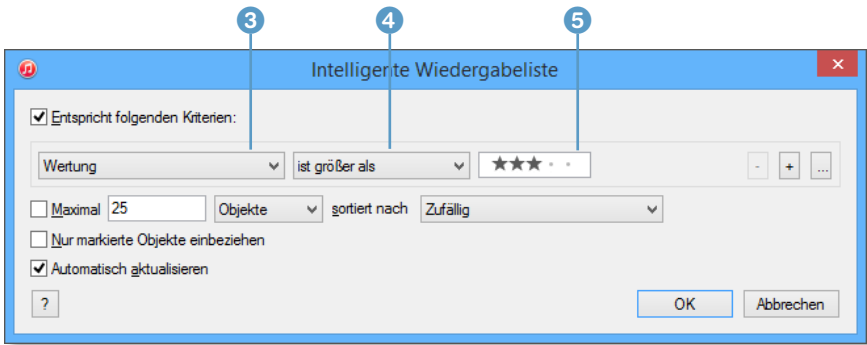 3 4 5
Intelligente Wiedergabeliste
Entspricht folgenden Kriterien:
Wertung ist größer als ★★★ · · - + ...
Maximal 25 Objekte sortiert nach Zufällig
Nur markierte Objekte einbeziehen
Automatisch aktualisieren
? OK Abbrechen